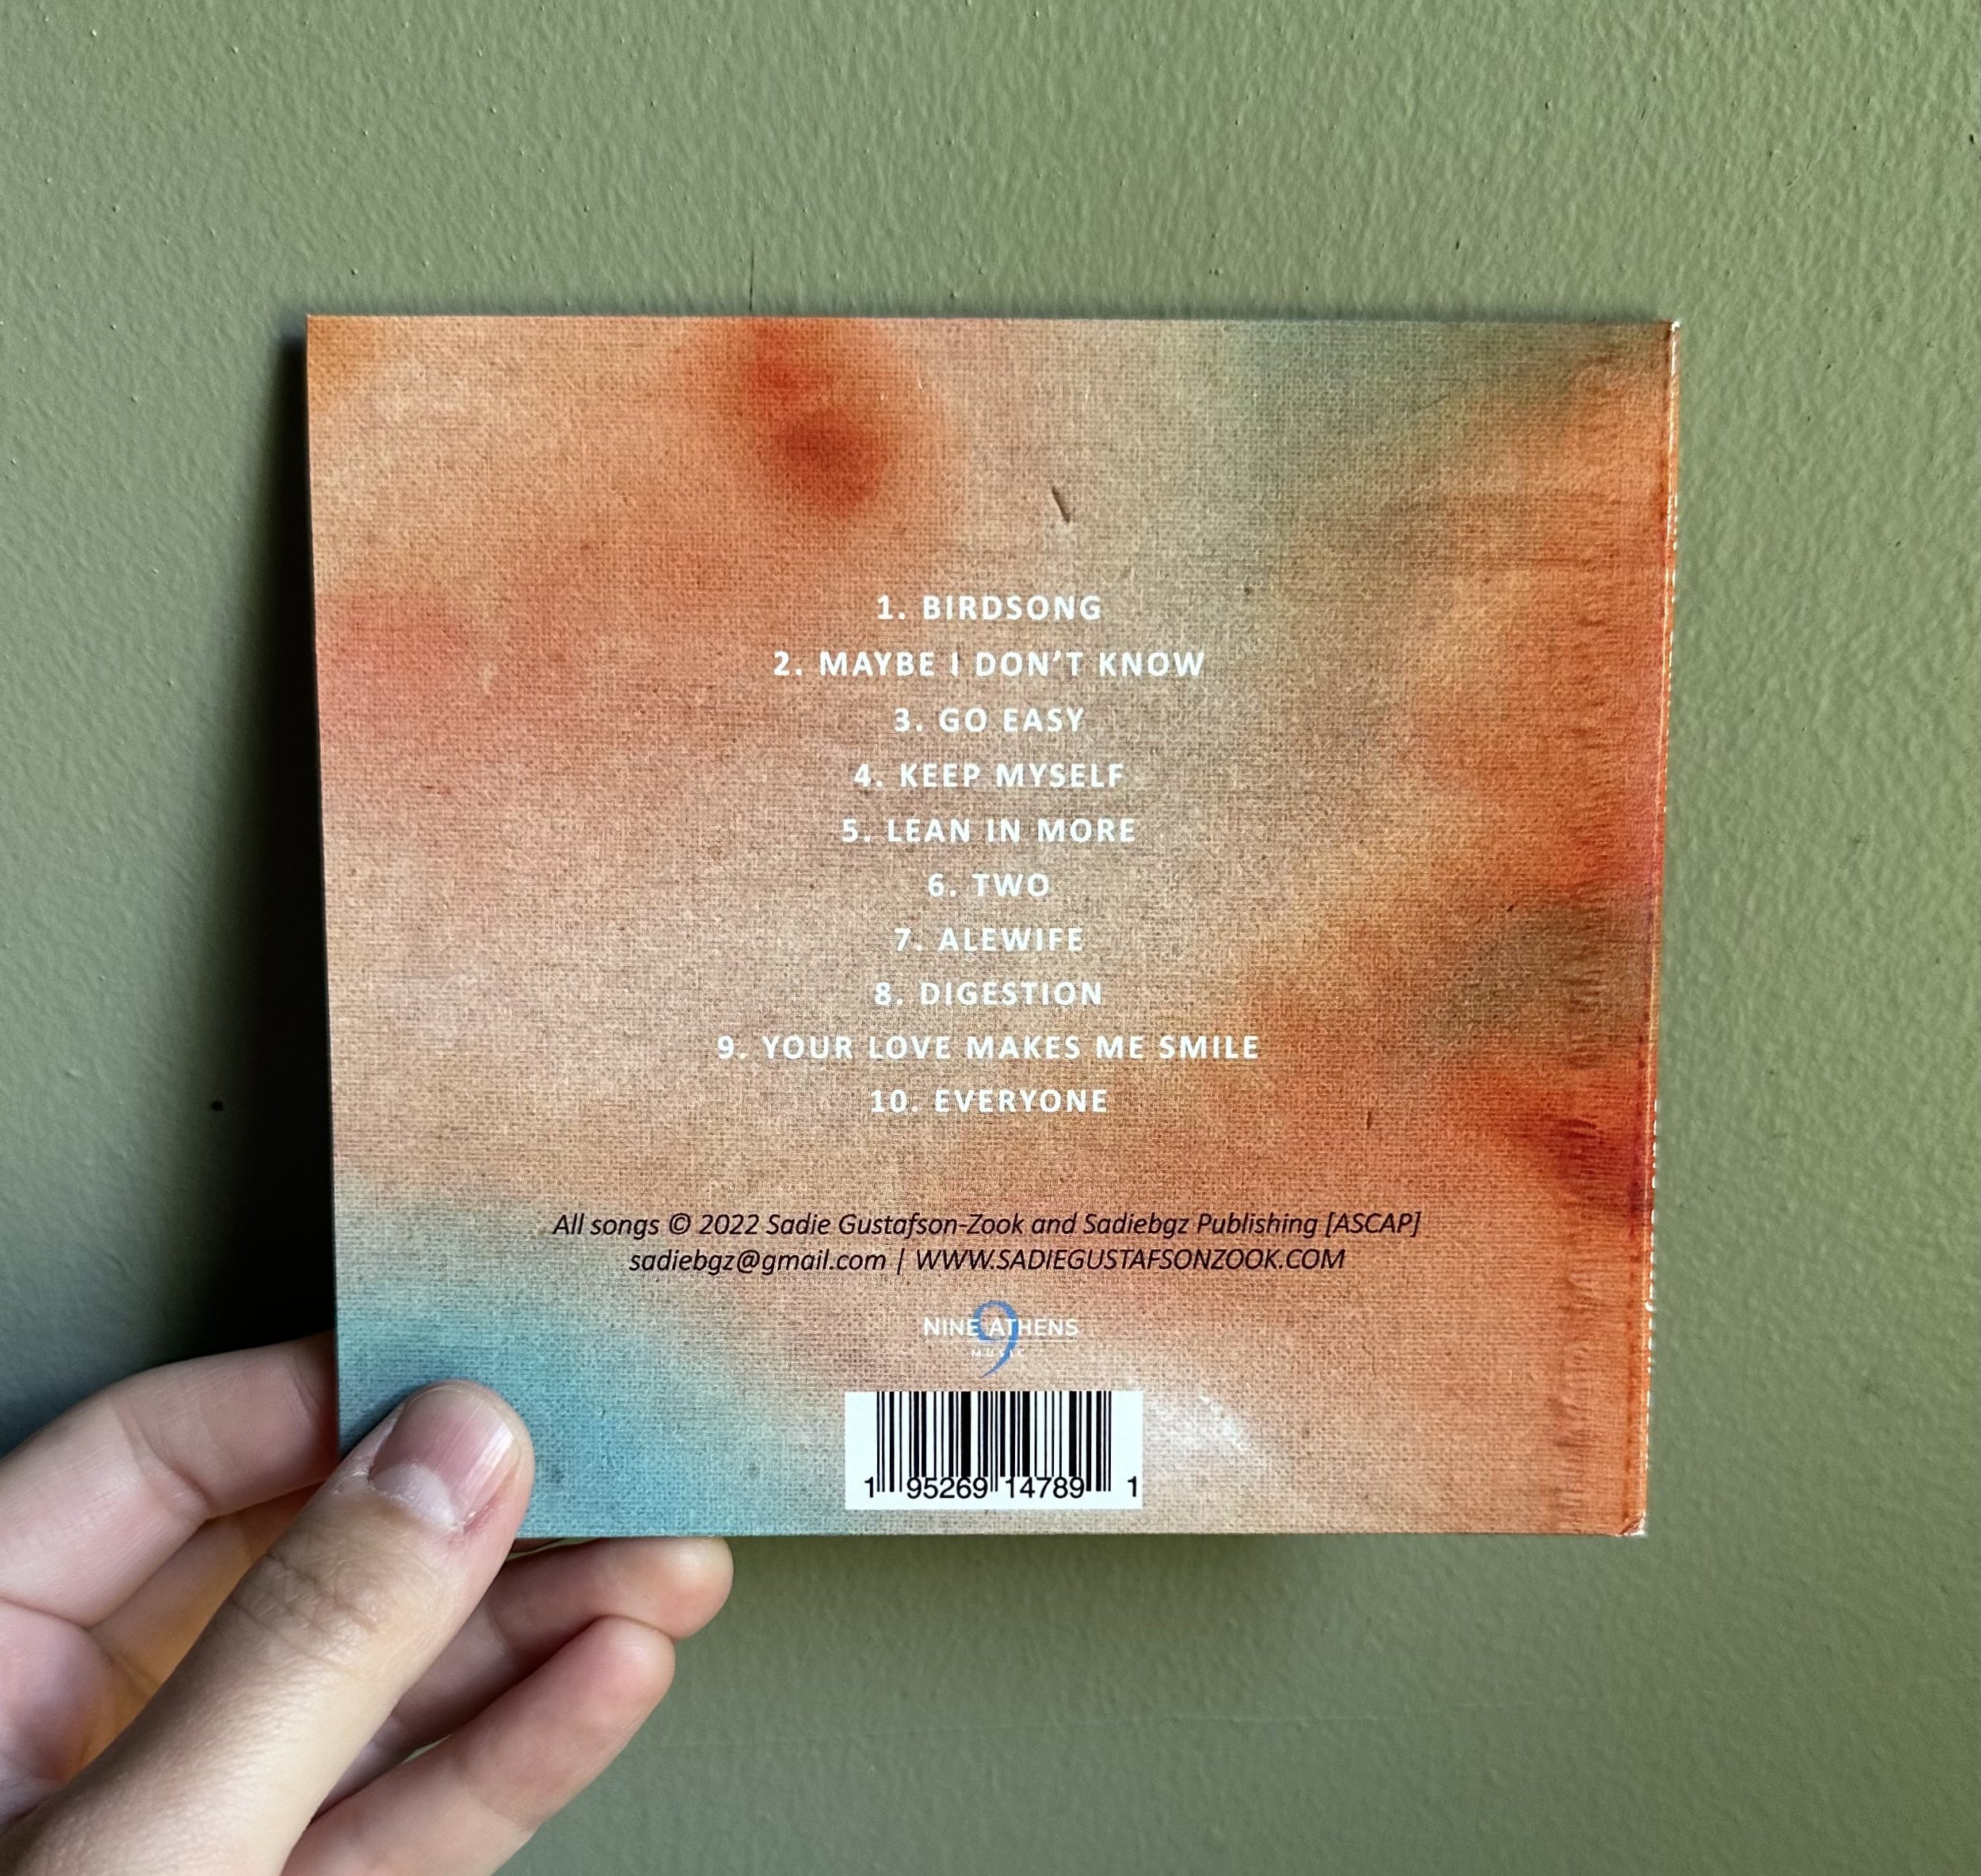 1. BIRDSONG
2. MAYBE I DON'T KNOW
3. GO EASY
4. KEEP MYSELF
5. LEAN IN MORE
6. TWO
7. ALEWIFE
8. DIGESTION
9. YOUR LOVE MAKES ME SMILE
10. EVERYONE
All songs © 2022 Sadie Gustafson-Zook and Sadiebgz Publishing [ASCAP]
sadiebgz@gmail.com | WWW.SADIEGUSTAFSONZOOK.COM
9
NINE ATHENS
MUSIC
1 95269 14789 1